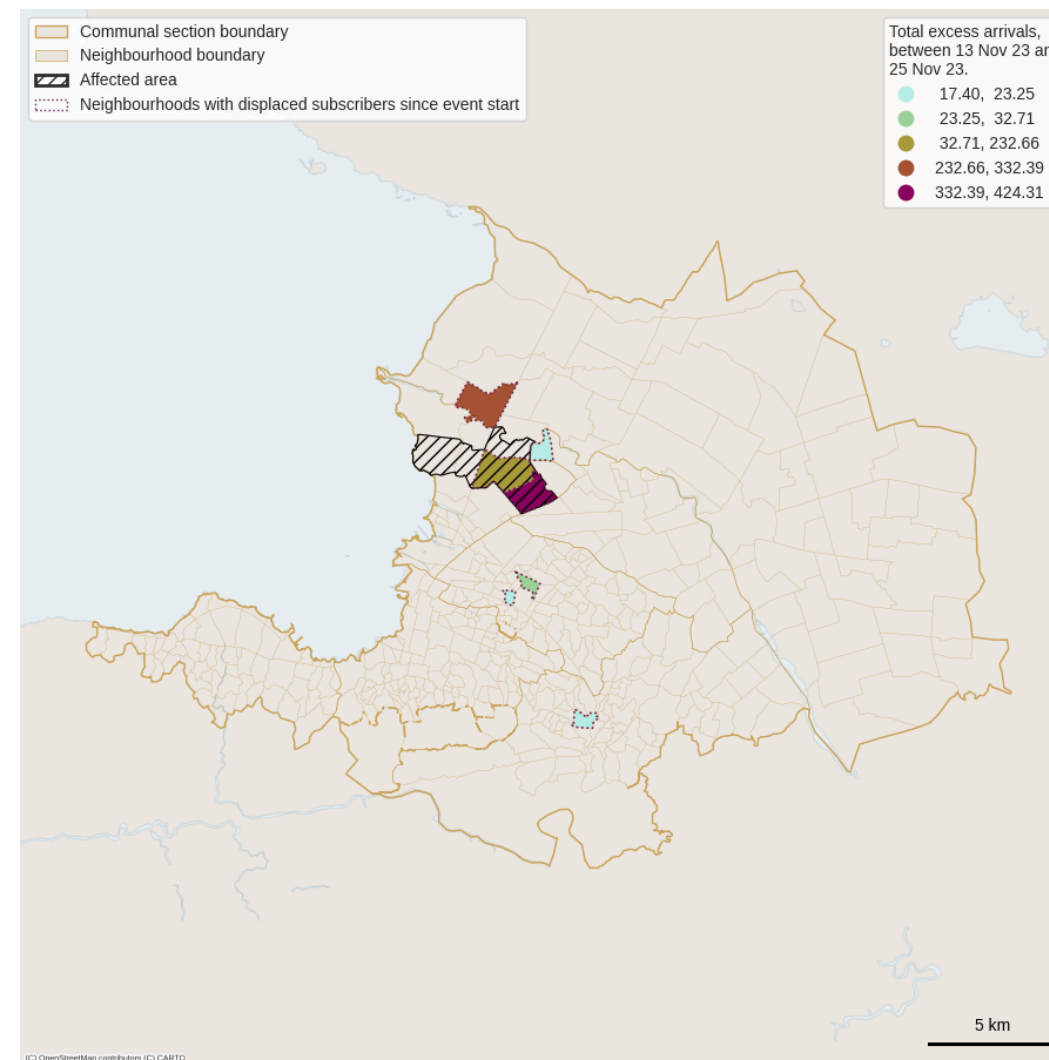 Communal section boundary
Neighbourhood boundary
Affected area
Neighbourhoods with displaced subscribers since event start
Total excess arrivals,
between 13 Nov 23 ar
25 Nov 23.
17.40, 23.25
23.25, 32.71
32.71, 232.66
232.66, 332.39
332.39, 424.31
5 km
(C) OpenStreetMap contributors (C) CARTO